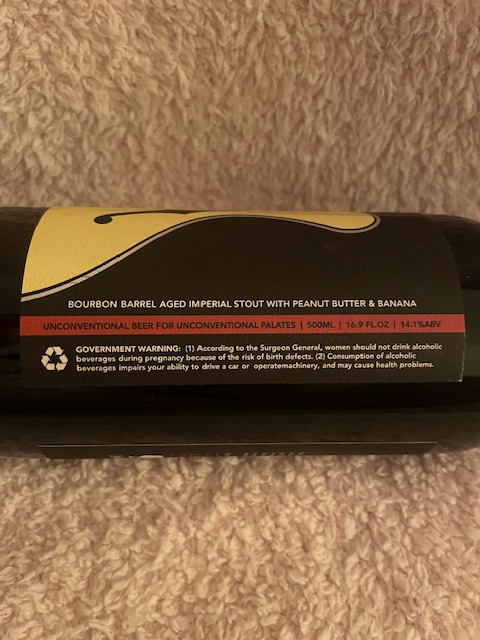 BOURBON BARREL AGED IMPERIAL STOUT WITH PEANUT BUTTER & BANANA
UNCONVENTIONAL BEER FOR UNCONVENTIONAL PALATES | 500ML | 16.9 FL.OZ | 14.1%ABV
GOVERNMENT WARNING: (1) According to the Surgeon General, women should not drink alcoholic
beverages during pregnancy because of the risk of birth defects. (2) Consumption of alcoholic
beverages impairs your ability to drive a car or operatemachinery, and may cause health problems.